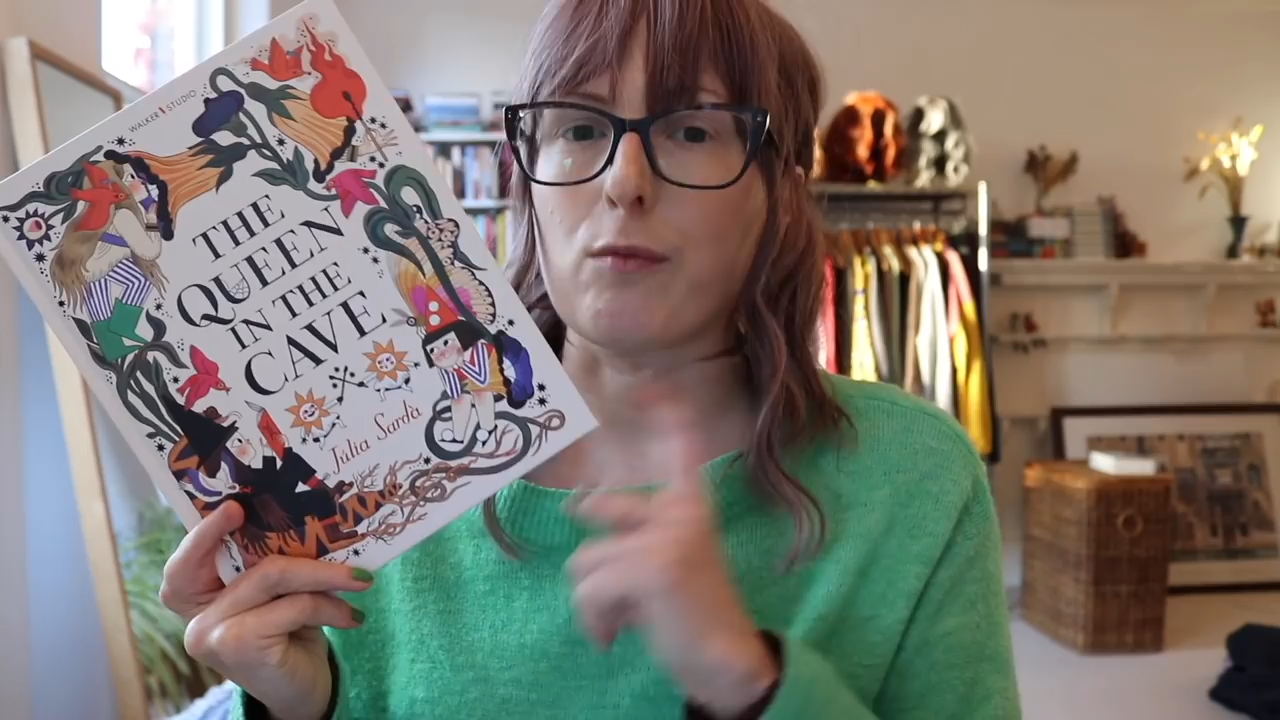 WALKER STUDIO
THE
QUEEN
IN THE
CAVE
Júlia Sardà